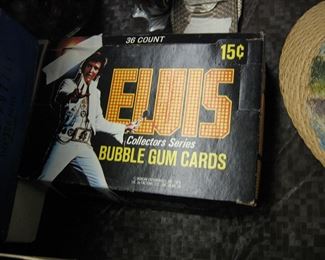 36 COUNT
15¢
ELVIS
Collectors Series
BUBBLE GUM CARDS